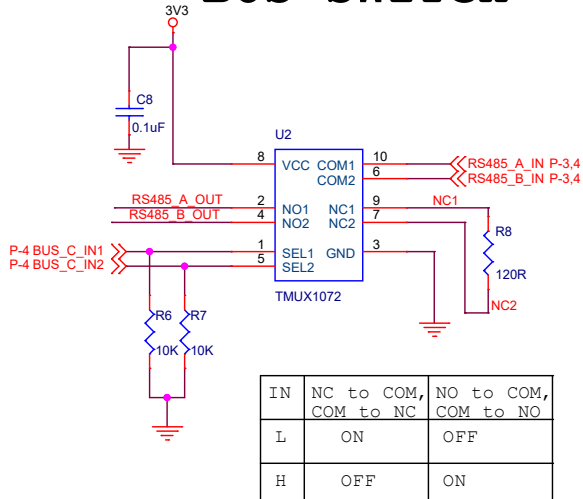 3V3
C8
0.1uF
U2
8 VCC COM1 10 RS485_A_IN P-3,4
COM2 6 RS485_B_IN P-3,4
RS485_A_OUT 2 NO1 NC1 9 NC1
RS485_B_OUT 4 NO2 NC2 7
R8
120R
NC2
P-4 BUS_C_IN1 1 SEL1 GND 3
P-4 BUS_C_IN2 5 SEL2
TMUX1072
R6 R7
10K 10K
IN NC to COM, NO to COM,
COM to NC COM to NO
L ON OFF
H OFF ON